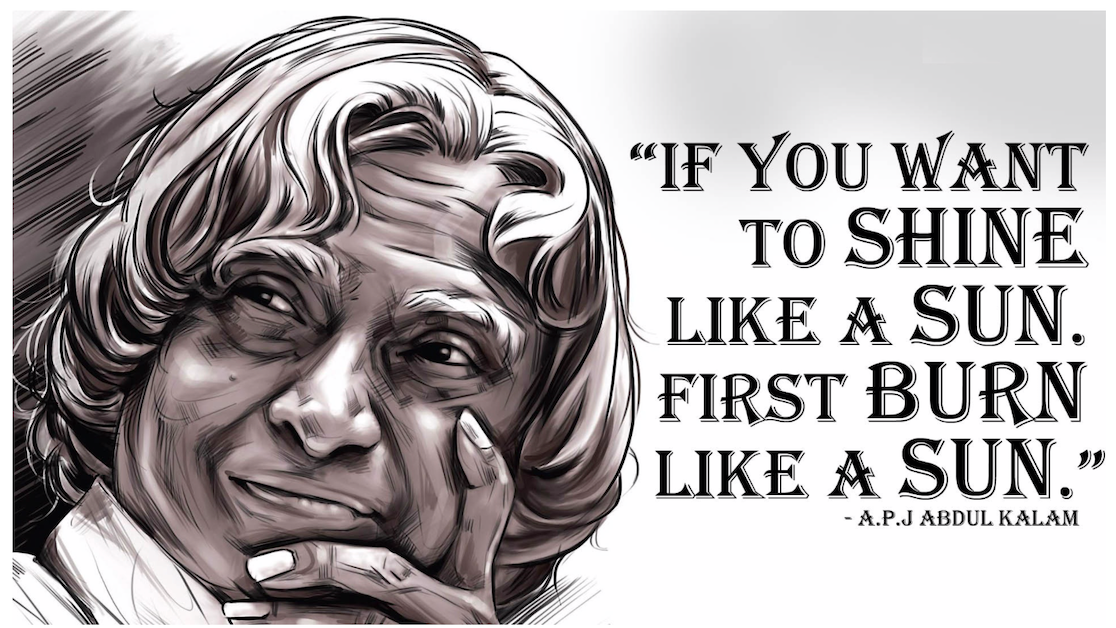 “IF YOU WANT
TO SHINE
LIKE A SUN.
FIRST BURN
LIKE A SUN.”
- A.P.J ABDUL KALAM